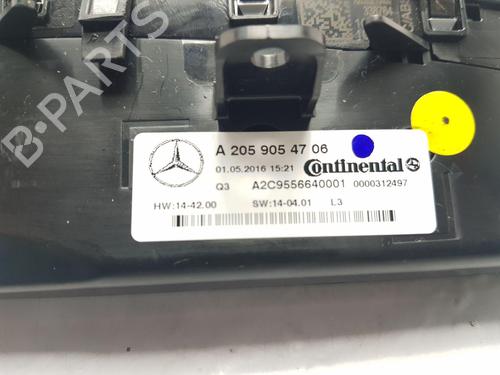 A 205 905 47 06
01.05.2016 15:21 Continental
Q3 A2C9556640001 0000312497
HW:14-42.00 SW:14-04.01 L3
B-PARTS